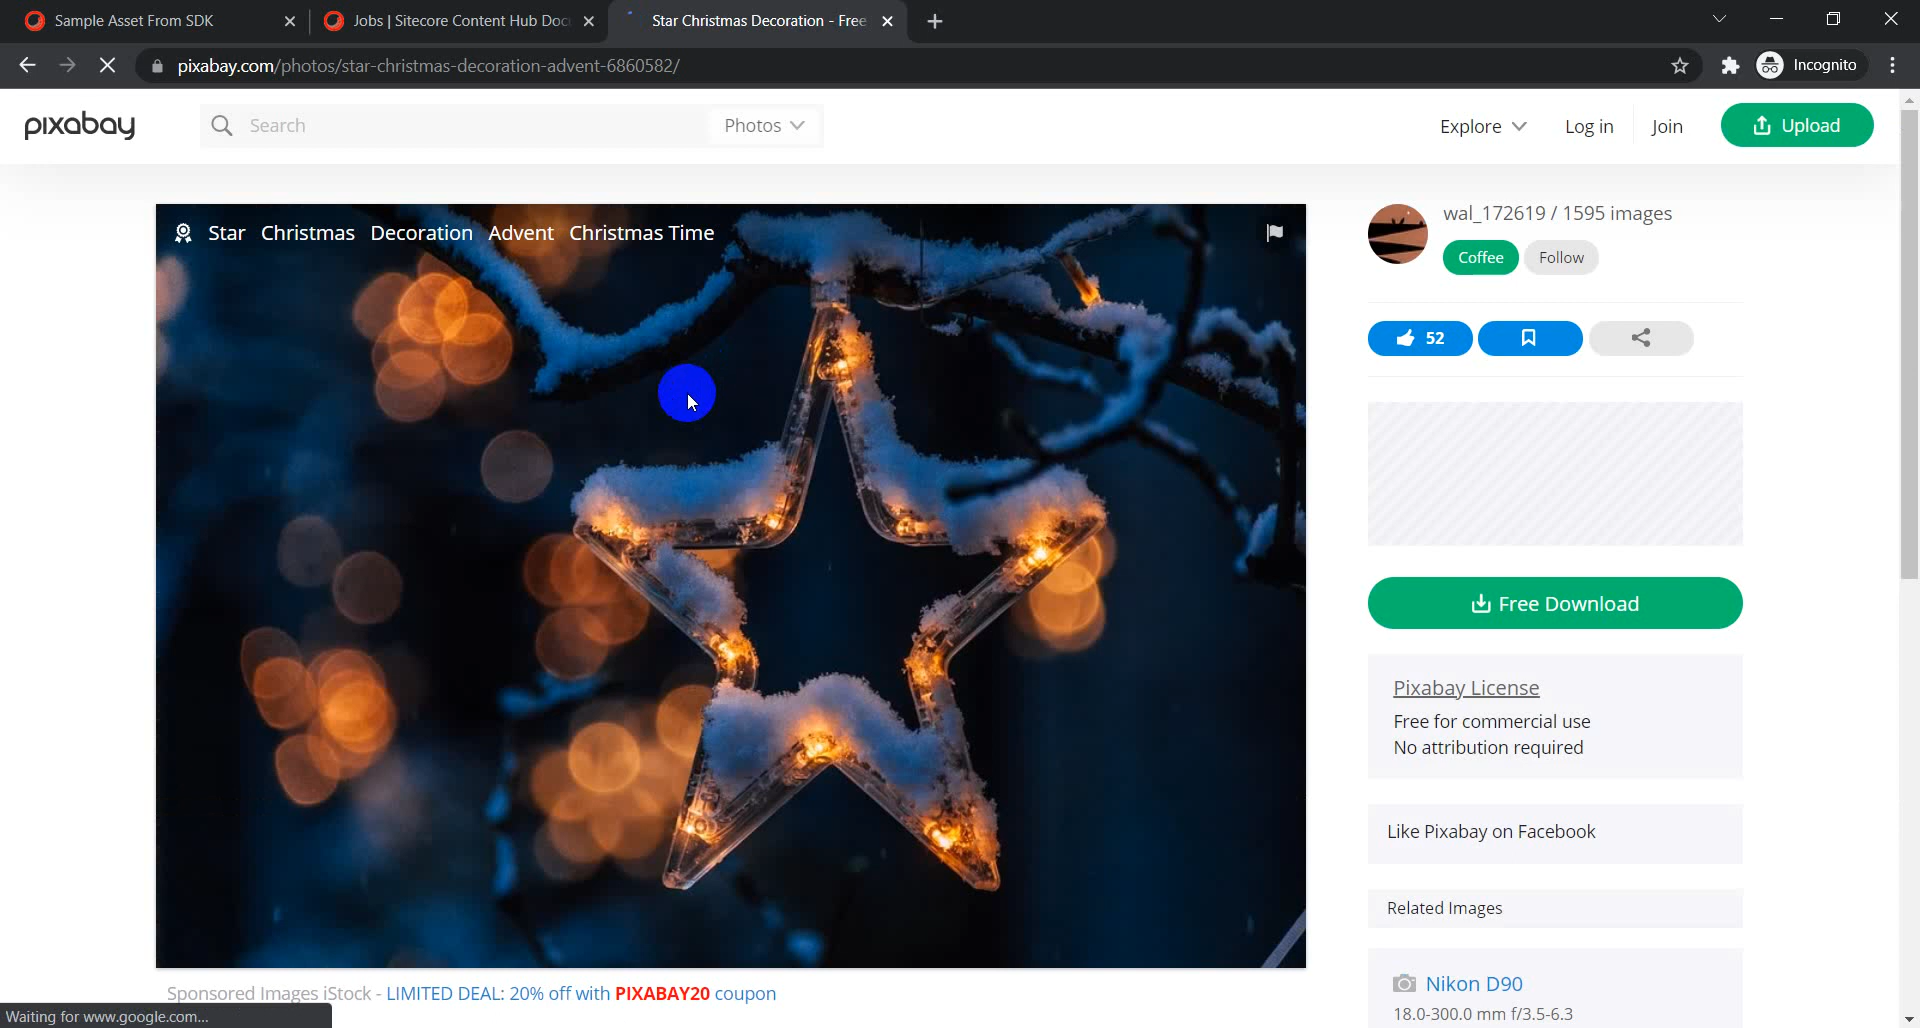 Sample Asset From SDK
Jobs | Sitecore Content Hub Doc
Star Christmas Decoration - Free
pixabay.com/photos/star-christmas-decoration-advent-6860582/
Incognito
pixabay
Search
Photos
Explore
Log in
Join
Upload
Star Christmas Decoration Advent Christmas Time
wal_172619 / 1595 images
Coffee
Follow
52
Free Download
Pixabay License
Free for commercial use
No attribution required
Like Pixabay on Facebook
Related Images
Nikon D90
18.0-300.0 mm f/3.5-6.3
Sponsored Images iStock - LIMITED DEAL: 20% off with PIXABAY20 coupon
Waiting for www.google.com...